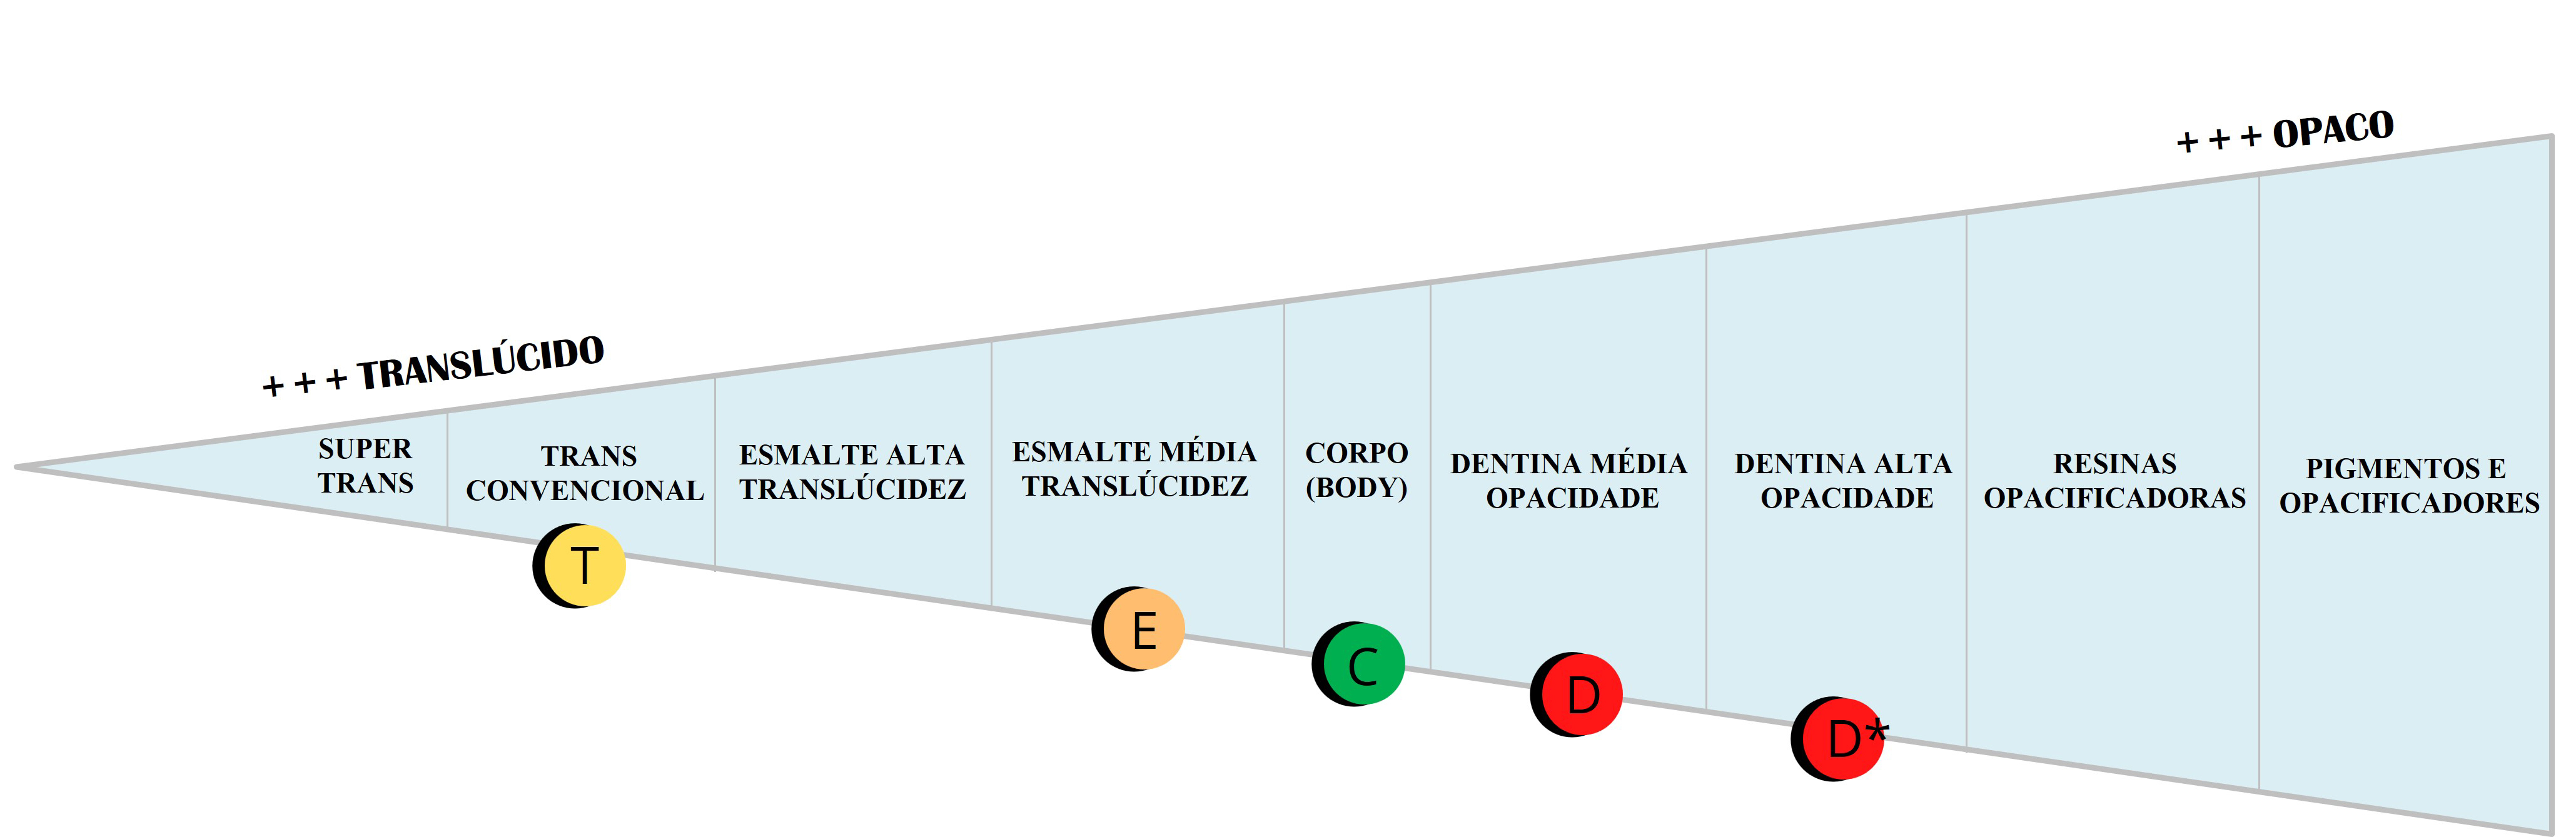 + + + OPACO
+ + + TRANSLÚCIDO
SUPER
TRANS
TRANS
CONVENCIONAL
ESMALTE ALTA
TRANSLÚCIDEZ
ESMALTE MÉDIA
TRANSLÚCIDEZ
CORPO
(BODY)
DENTINA MÉDIA
OPACIDADE
DENTINA ALTA
OPACIDADE
RESINAS
OPACIFICADORAS
PIGMENTOS E
OPACIFICADORES
T
E
C
D
D*